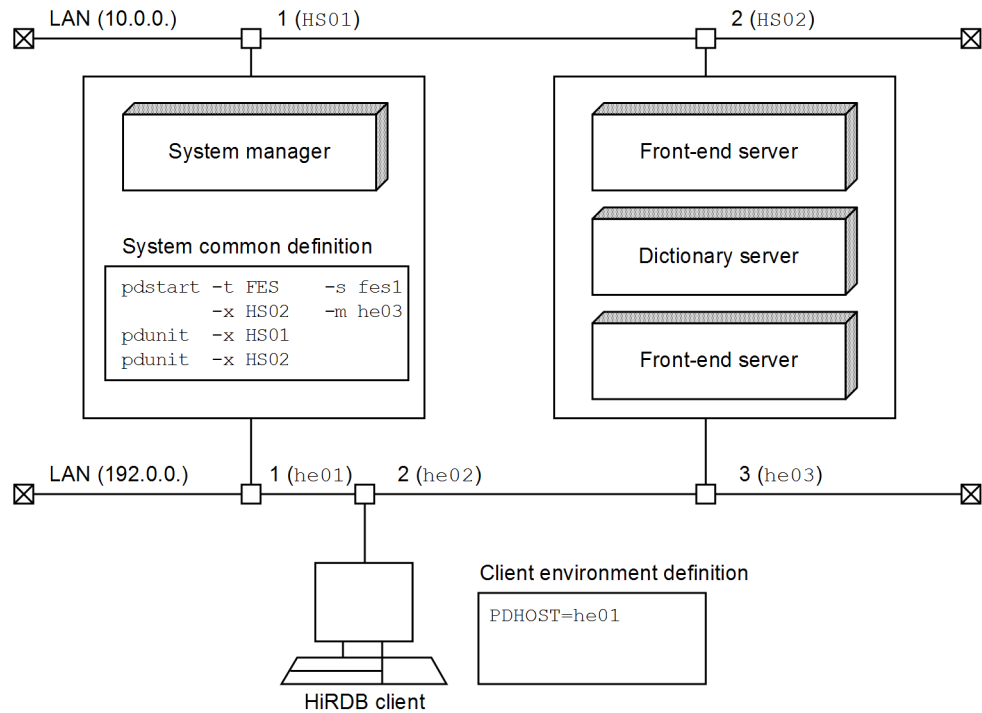 LAN (10.0.0.) 1 (HS01) 2 (HS02)
System manager
Front-end server
System common definition
Dictionary server
pdstart -t FES -s fes1
-x HS02 -m he03
pdunit -x HS01
pdunit -x HS02
Front-end server
LAN (192.0.0.) 1 (he01) 2 (he02) 3 (he03)
Client environment definition
PDHOST=he01
HiRDB client